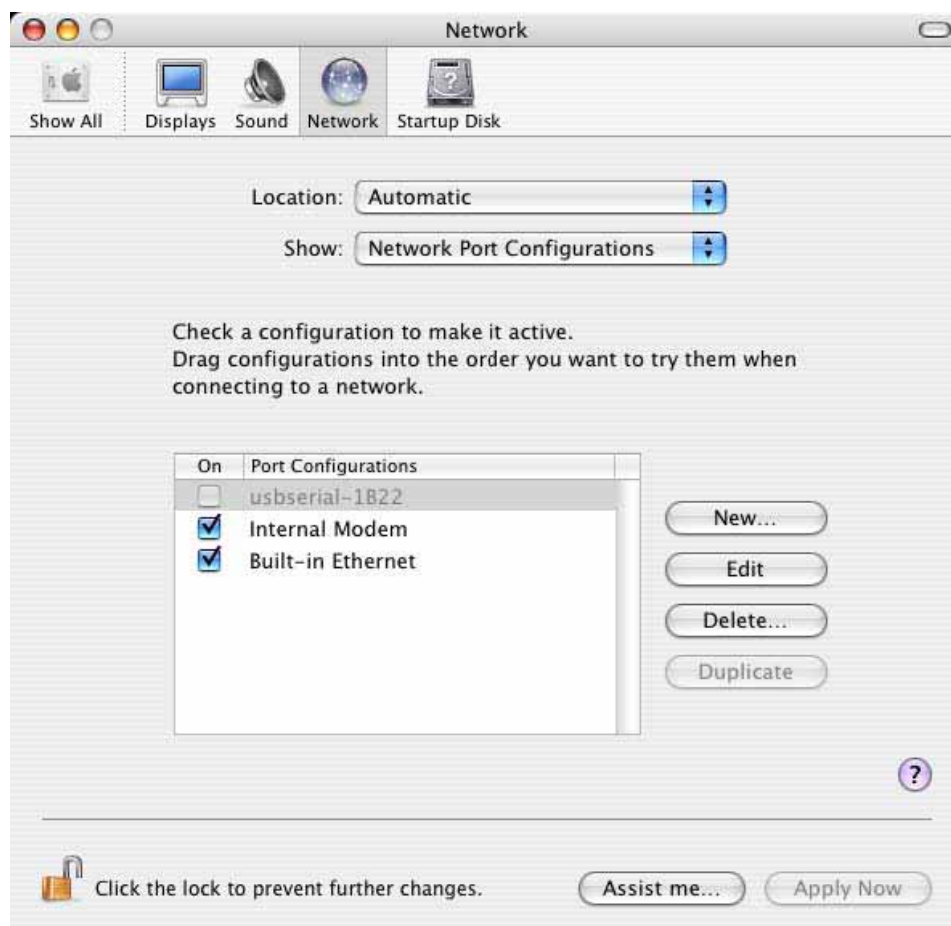 Network
Show All
Displays
Sound
Network
Startup Disk
Location: Automatic
Show: Network Port Configurations
Check a configuration to make it active.
Drag configurations into the order you want to try them when
connecting to a network.
On Port Configurations
usbserial-1B22
Internal Modem
Built-in Ethernet
New...
Edit
Delete...
Duplicate
?
Click the lock to prevent further changes.
Assist me...
Apply Now